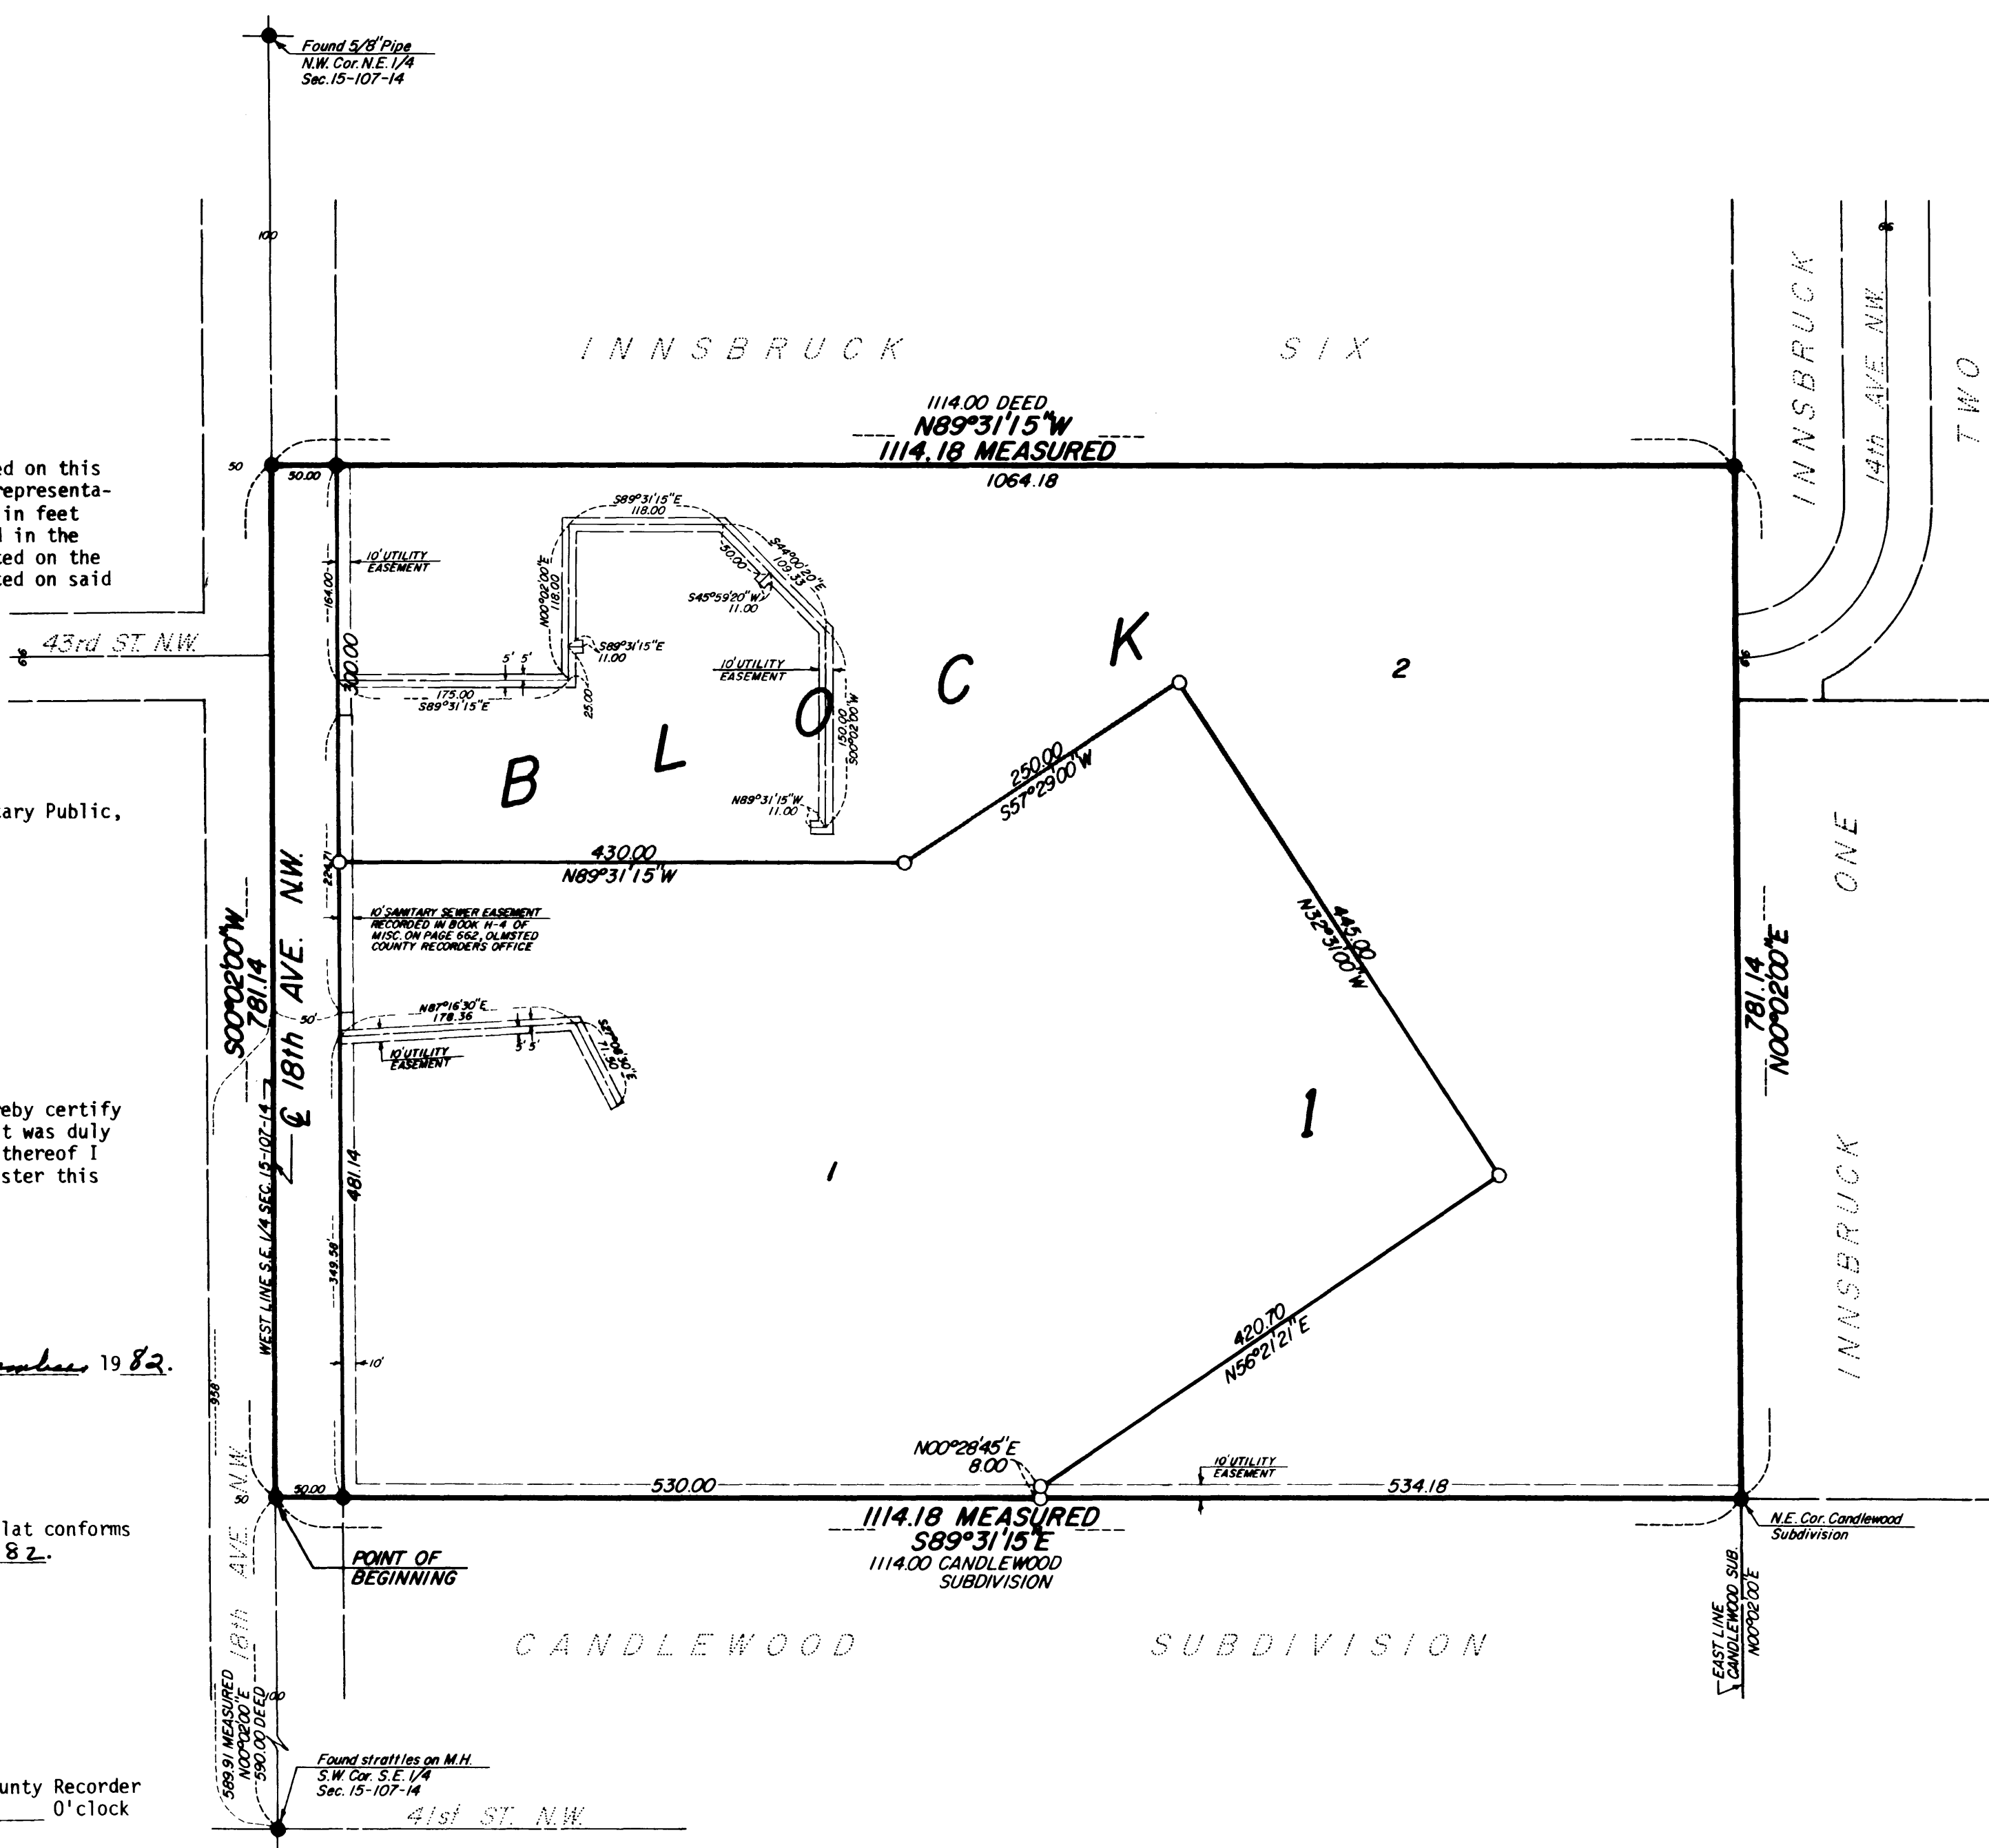 Found 5/8" Pipe
N.W. Cor. N.E. 1/4
Sec. 15-107-14
100
66
INNSBRUCK SIX
INNSBRUCK
14th AVE. N.W.
TWO
1114.00 DEED
N89°31'15"W
1114.18 MEASURED
1064.18
50
50.00
ed on this
representa-
in feet
d in the
ted on the
ted on said
10' UTILITY
EASEMENT
164.00
300.00
S89°31'15"E
118.00
N00°02'00"E
118.00
50.00
S44°00'20"E
109.33
S45°59'20"W
11.00
S89°31'15"E
11.00
43rd ST. N.W.
66
66
5' 5'
175.00
S89°31'15"E
25.00
10' UTILITY
EASEMENT
150.00
S00°02'00"W
N89°31'15"W
11.00
BLOCK
2
250.00
S57°29'00"W
tary Public,
430.00
N89°31'15"W
224.71
10' SANITARY SEWER EASEMENT
RECORDED IN BOOK H-4 OF
MISC. ON PAGE 662, OLMSTED
COUNTY RECORDERS OFFICE
445.00
N32°31'00"W
ONE
INNSBRUCK
S00°02'00"W
781.14
℄ 18th AVE. N.W.
781.14
N00°02'00"E
50'
N87°16'30"E
178.36
5' 5'
10' UTILITY
EASEMENT
71.50
reby certify
t was duly
thereof I
ster this
WEST LINE S.E. 1/4 SEC. 15-107-14
481.14
1
1
349.58'
10'
420.70
N56°21'21"E
19 82.
938'
N00°28'45"E
8.00
10' UTILITY
EASEMENT
50
50.00
530.00
534.18
1114.18 MEASURED
S89°31'15"E
1114.00 CANDLEWOOD
SUBDIVISION
N.E. Cor. Candlewood
Subdivision
lat conforms
82.
POINT OF
BEGINNING
18th AVE. N.W.
CANDLEWOOD SUBDIVISION
EAST LINE
CANDLEWOOD SUB.
N00°02'00"E
589.91 MEASURED
N00°02'00"E
590.00 DEED
100
Found strattles on M.H.
S.W. Cor. S.E. 1/4
Sec. 15-107-14
41st ST. N.W.
unty Recorder
O'clock